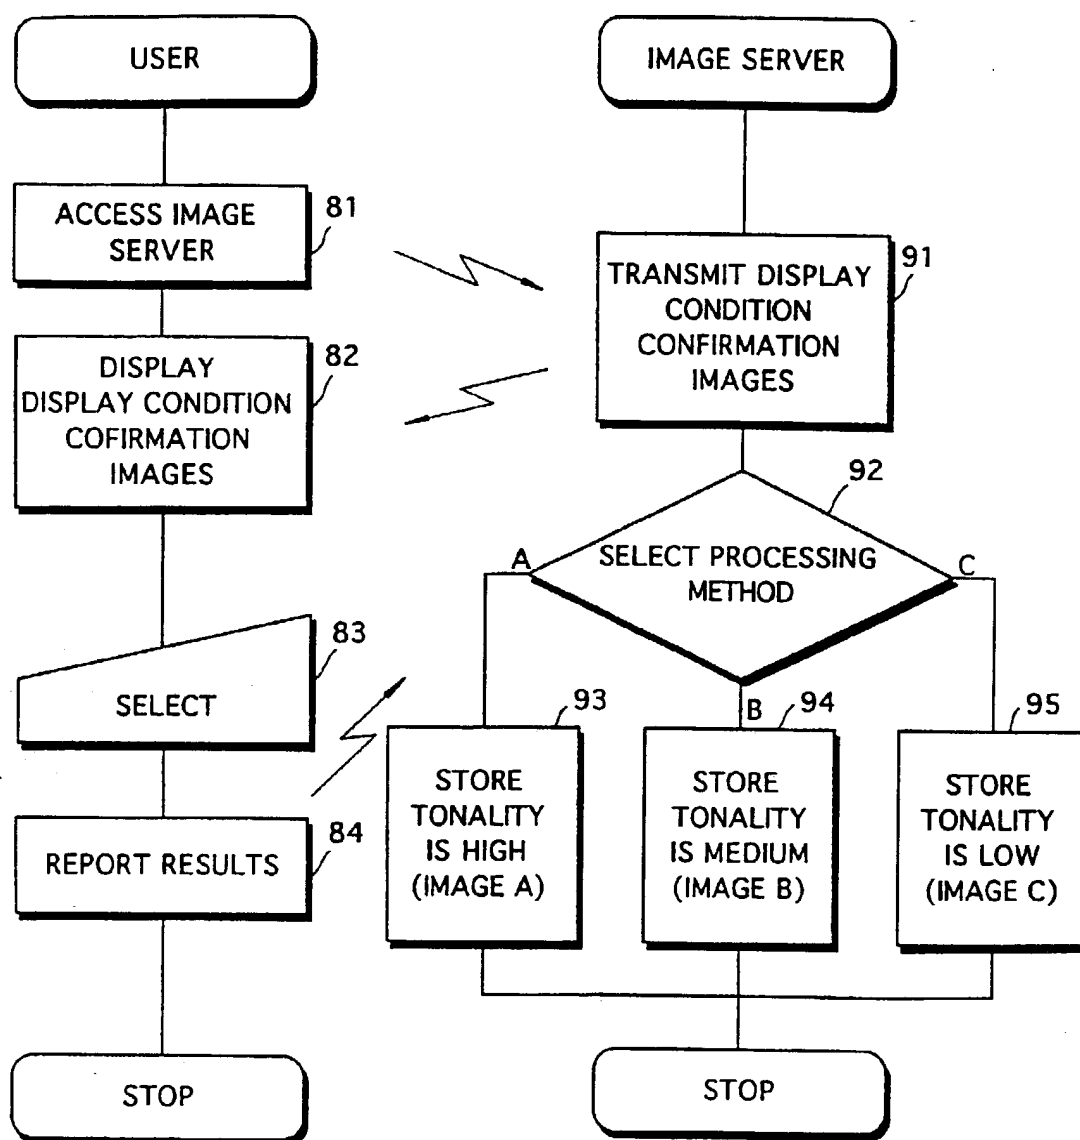 USER
ACCESS IMAGE
SERVER
81
DISPLAY
DISPLAY CONDITION
COFIRMATION
IMAGES
82
SELECT
83
REPORT RESULTS
84
STOP
IMAGE SERVER
TRANSMIT DISPLAY
CONDITION
CONFIRMATION
IMAGES
91
SELECT PROCESSING
METHOD
92
A
B
C
STORE
TONALITY
IS HIGH
(IMAGE A)
93
STORE
TONALITY
IS MEDIUM
(IMAGE B)
94
STORE
TONALITY
IS LOW
(IMAGE C)
95
STOP